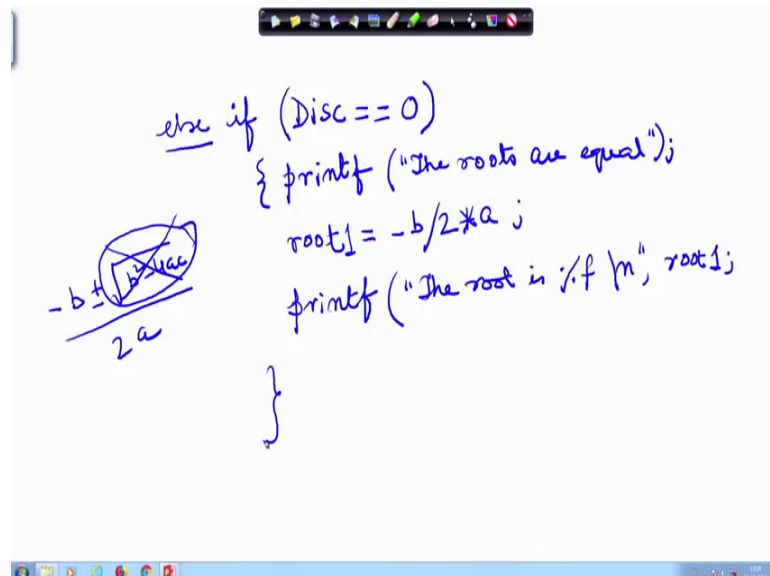 else if (Disc == 0)
{ printf ("The roots are equal");
root1 = -b/2*a ;
printf ("The root is %f \n", root1;
}
-b ± √b²-4ac
2a